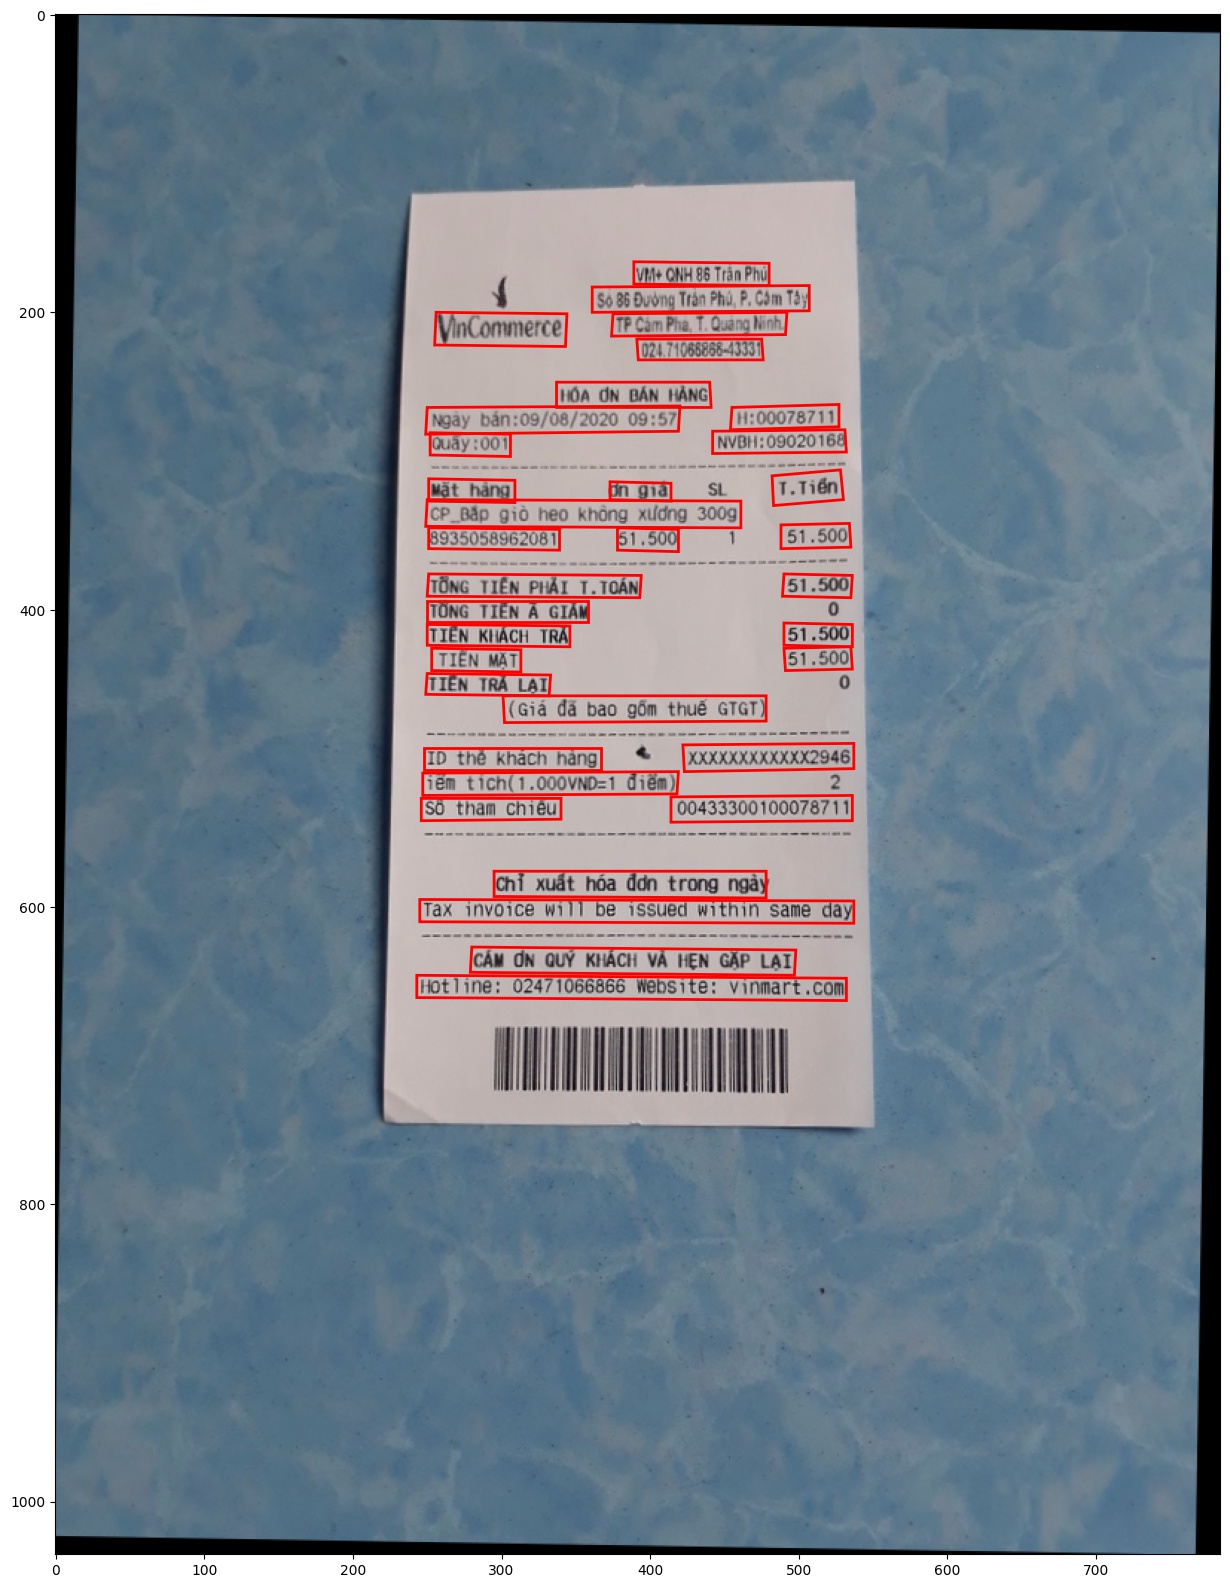 VM+ QNH 86 Trần Phú
Số 86 Đường Trần Phú, P. Cẩm Tây
VinCommerce
TP Cẩm Phả, T. Quảng Ninh.
024.71066866-43331
HÓA ƠN BÁN HÀNG
Ngày bán:09/08/2020 09:57 H:00078711
Quầy:001 NVBH:09020168
Mặt hàng ơn giá SL T.Tiền
CP_Bắp giò heo không xương 300g
8935058962081 51.500 1 51.500
TỔNG TIỀN PHẢI T.TOÁN 51.500
TỔNG TIỀN Ã GIẢM 0
TIỀN KHÁCH TRẢ 51.500
TIỀN MẶT 51.500
TIỀN TRẢ LẠI 0
(Giá đã bao gồm thuế GTGT)
ID thẻ khách hàng XXXXXXXXXXXX2946
iểm tích(1.000VND=1 điểm) 2
Số tham chiếu 00433300100078711
Chỉ xuất hóa đơn trong ngày
Tax invoice will be issued within same day
CẢM ƠN QUÝ KHÁCH VÀ HẸN GẶP LẠI
Hotline: 02471066866 Website: vinmart.com
0
200
400
600
800
1000
0 100 200 300 400 500 600 700